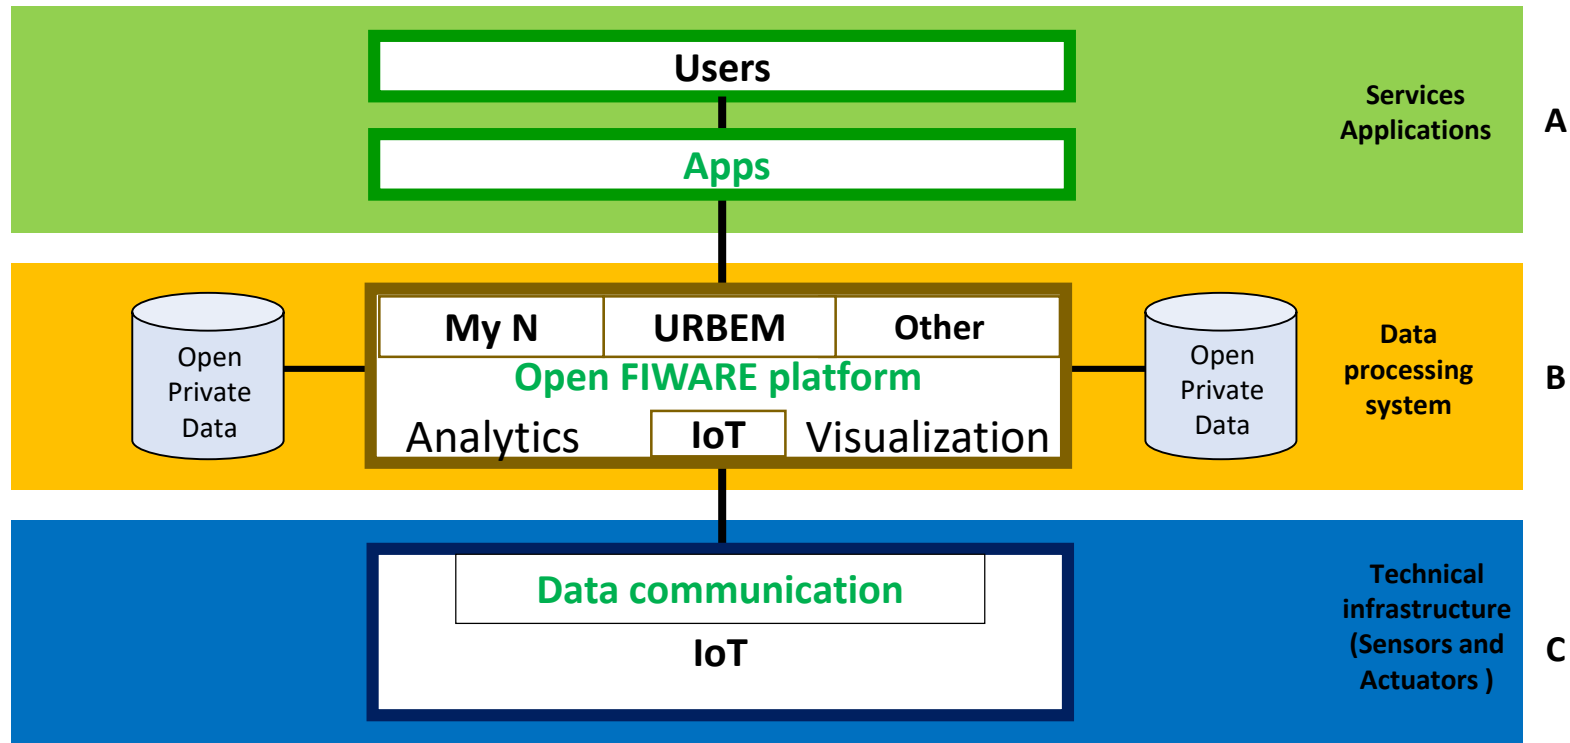 Users
Apps
Services
Applications
A
My N
URBEM
Other
Open FIWARE platform
Analytics
IoT
Visualization
Open
Private
Data
Open
Private
Data
Data
processing
system
B
Data communication
IoT
Technical
infrastructure
(Sensors and
Actuators )
C